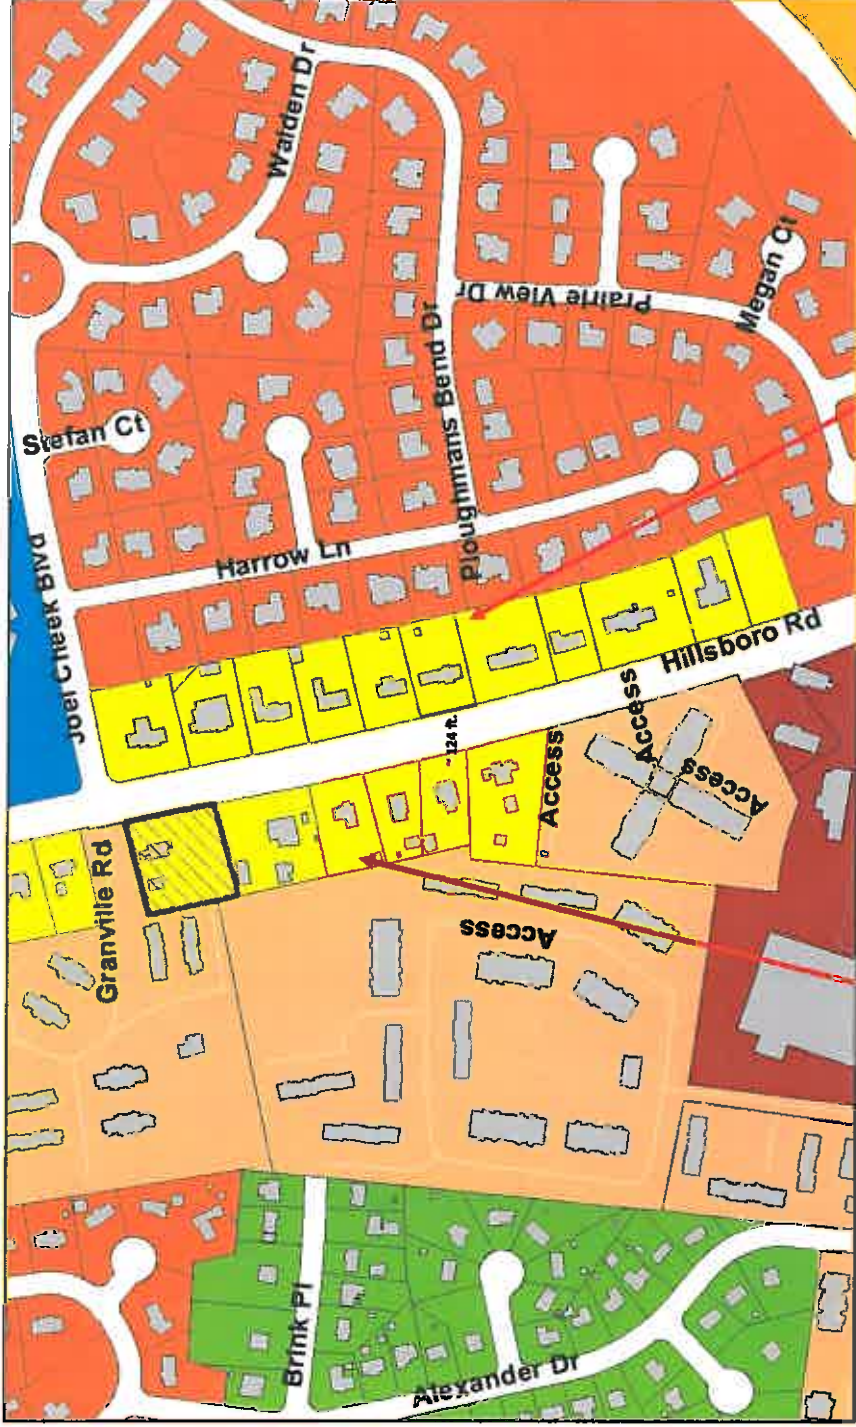 Walden Dr
Megan Ct
Prairie View Dr
Stefan Ct
Ploughmans Bend Dr
Harrow Ln
Joel Cheek Blvd
Hillsboro Rd
Access
~124 ft.
Access
Access
Granville Rd
Access
Brink Pl
Alexander Dr